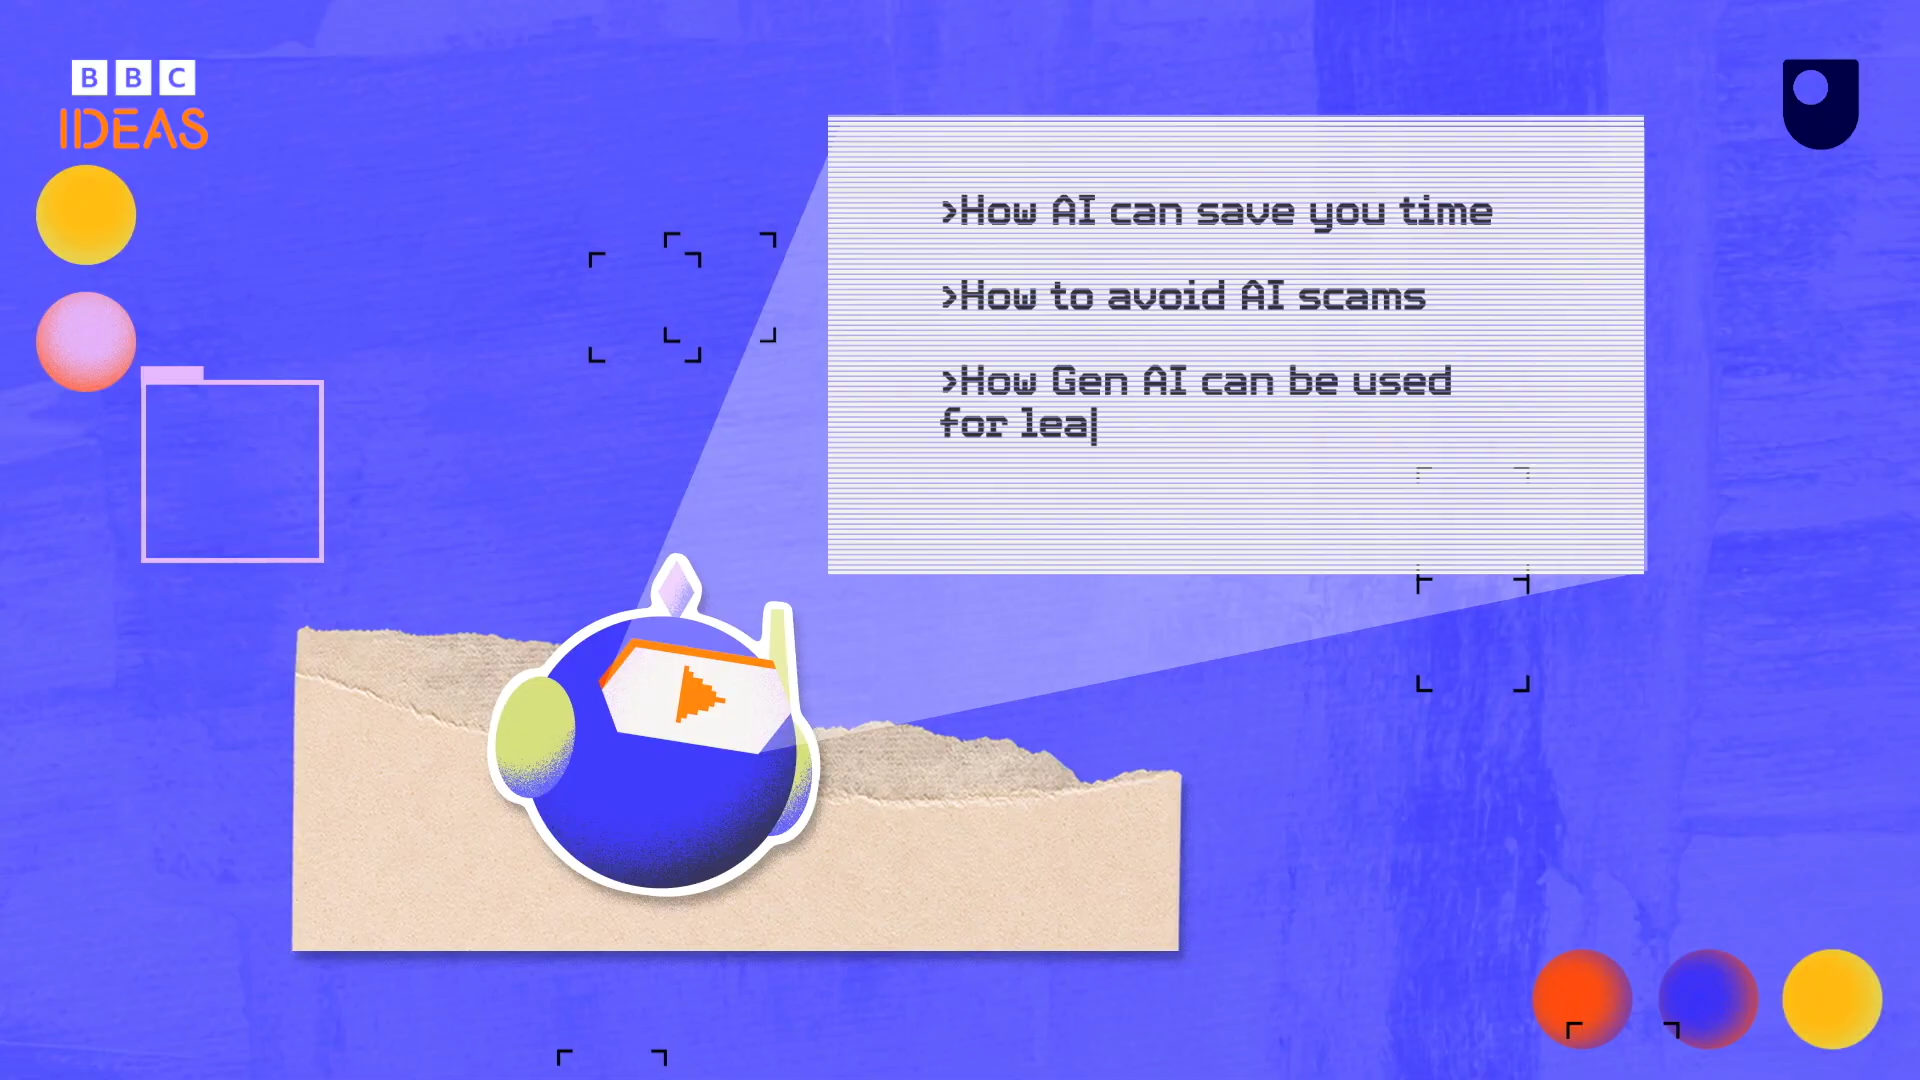 BBC
IDEAS
>How AI can save you time
>How to avoid AI scams
>How Gen AI can be used
for lea|